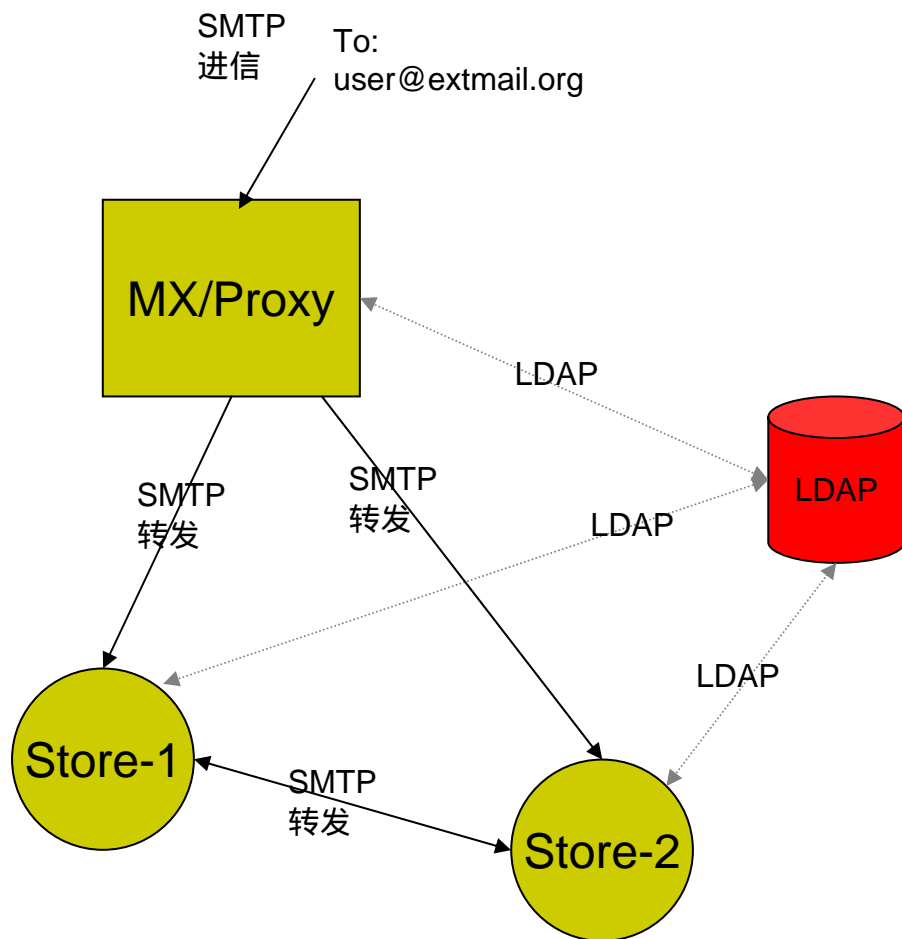 SMTP
进信
To:
user@extmail.org
MX/Proxy
LDAP
SMTP
转发
SMTP
转发
LDAP
LDAP
LDAP
Store-1
SMTP
转发
Store-2